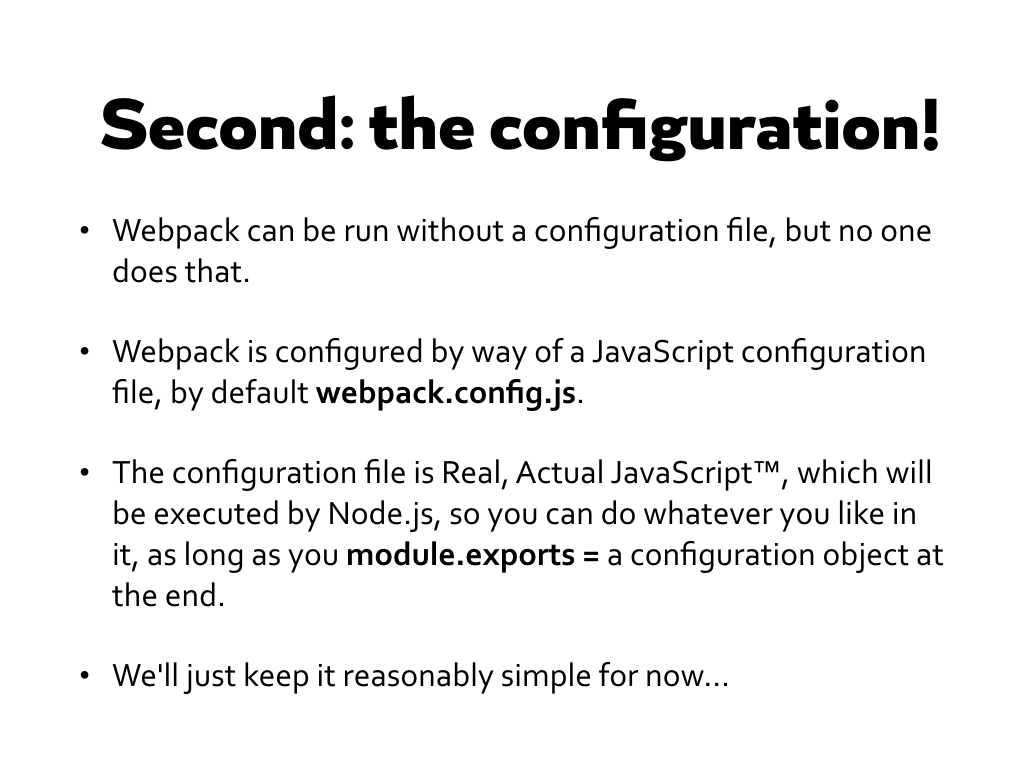 Second: the configuration!
• Webpack can be run without a configuration file, but no one
does that.
• Webpack is configured by way of a JavaScript configuration
file, by default webpack.config.js.
• The configuration file is Real, Actual JavaScript™, which will
be executed by Node.js, so you can do whatever you like in
it, as long as you module.exports = a configuration object at
the end.
• We'll just keep it reasonably simple for now…